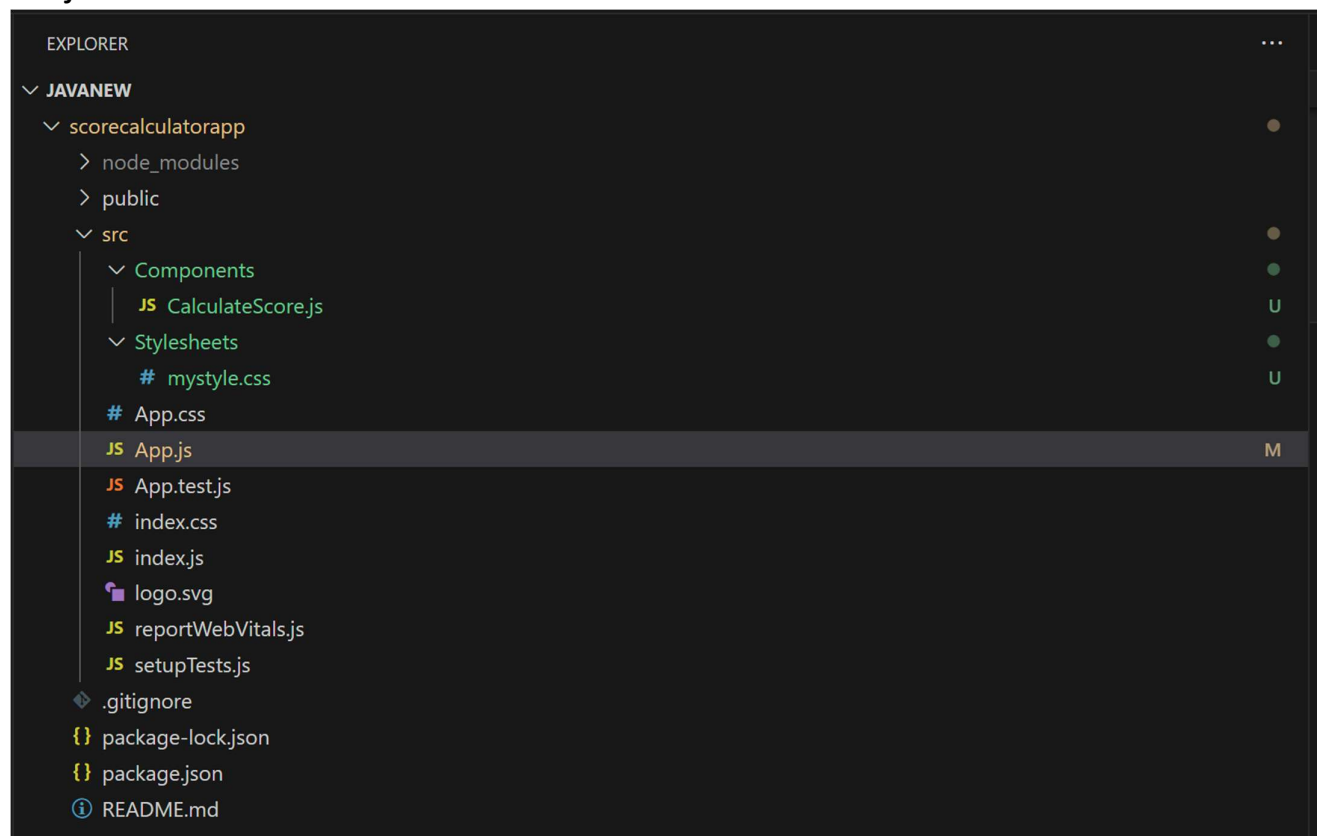 EXPLORER ...
JAVANEW
scorecalculatorapp
node_modules
public
src
Components
JS CalculateScore.js U
Stylesheets
# mystyle.css U
# App.css
JS App.js M
JS App.test.js
# index.css
JS index.js
logo.svg
JS reportWebVitals.js
JS setupTests.js
.gitignore
{} package-lock.json
{} package.json
README.md